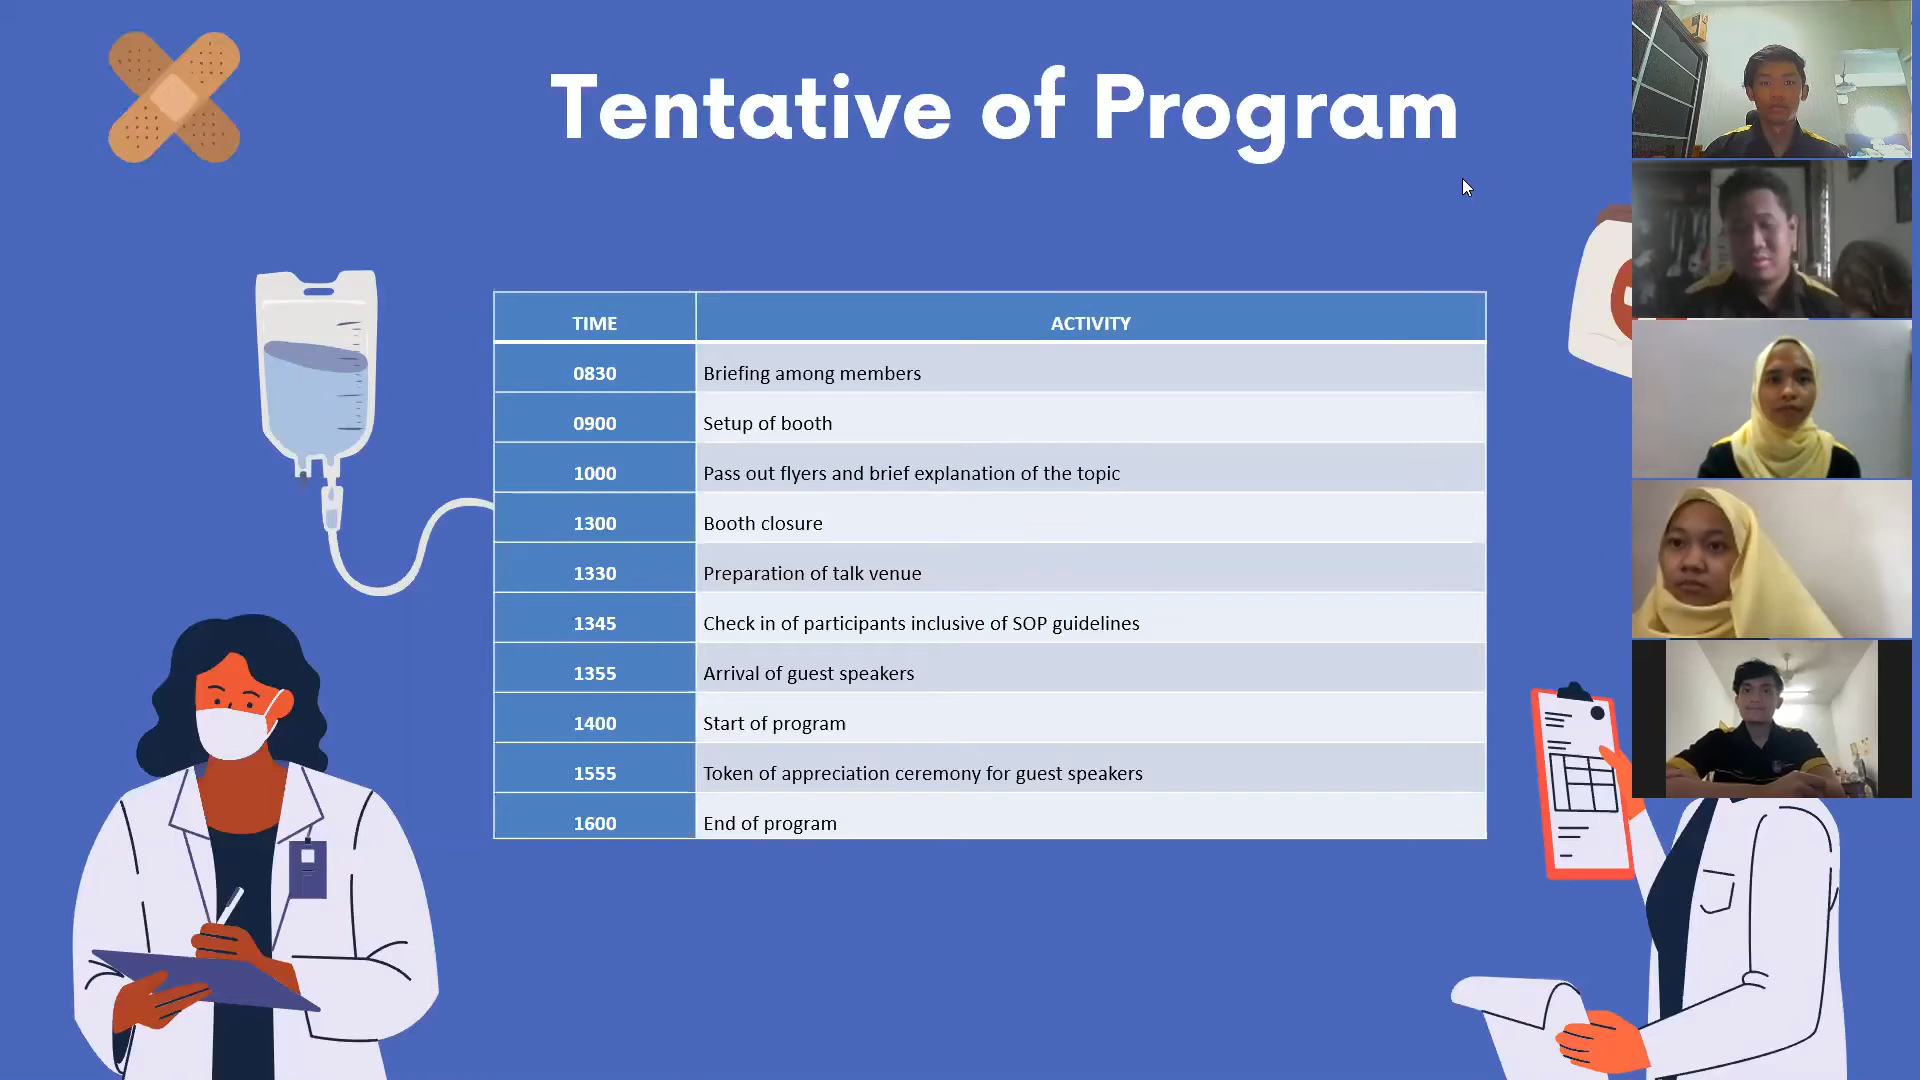 Tentative of Program
TIME ACTIVITY
0830 Briefing among members
0900 Setup of booth
1000 Pass out flyers and brief explanation of the topic
1300 Booth closure
1330 Preparation of talk venue
1345 Check in of participants inclusive of SOP guidelines
1355 Arrival of guest speakers
1400 Start of program
1555 Token of appreciation ceremony for guest speakers
1600 End of program